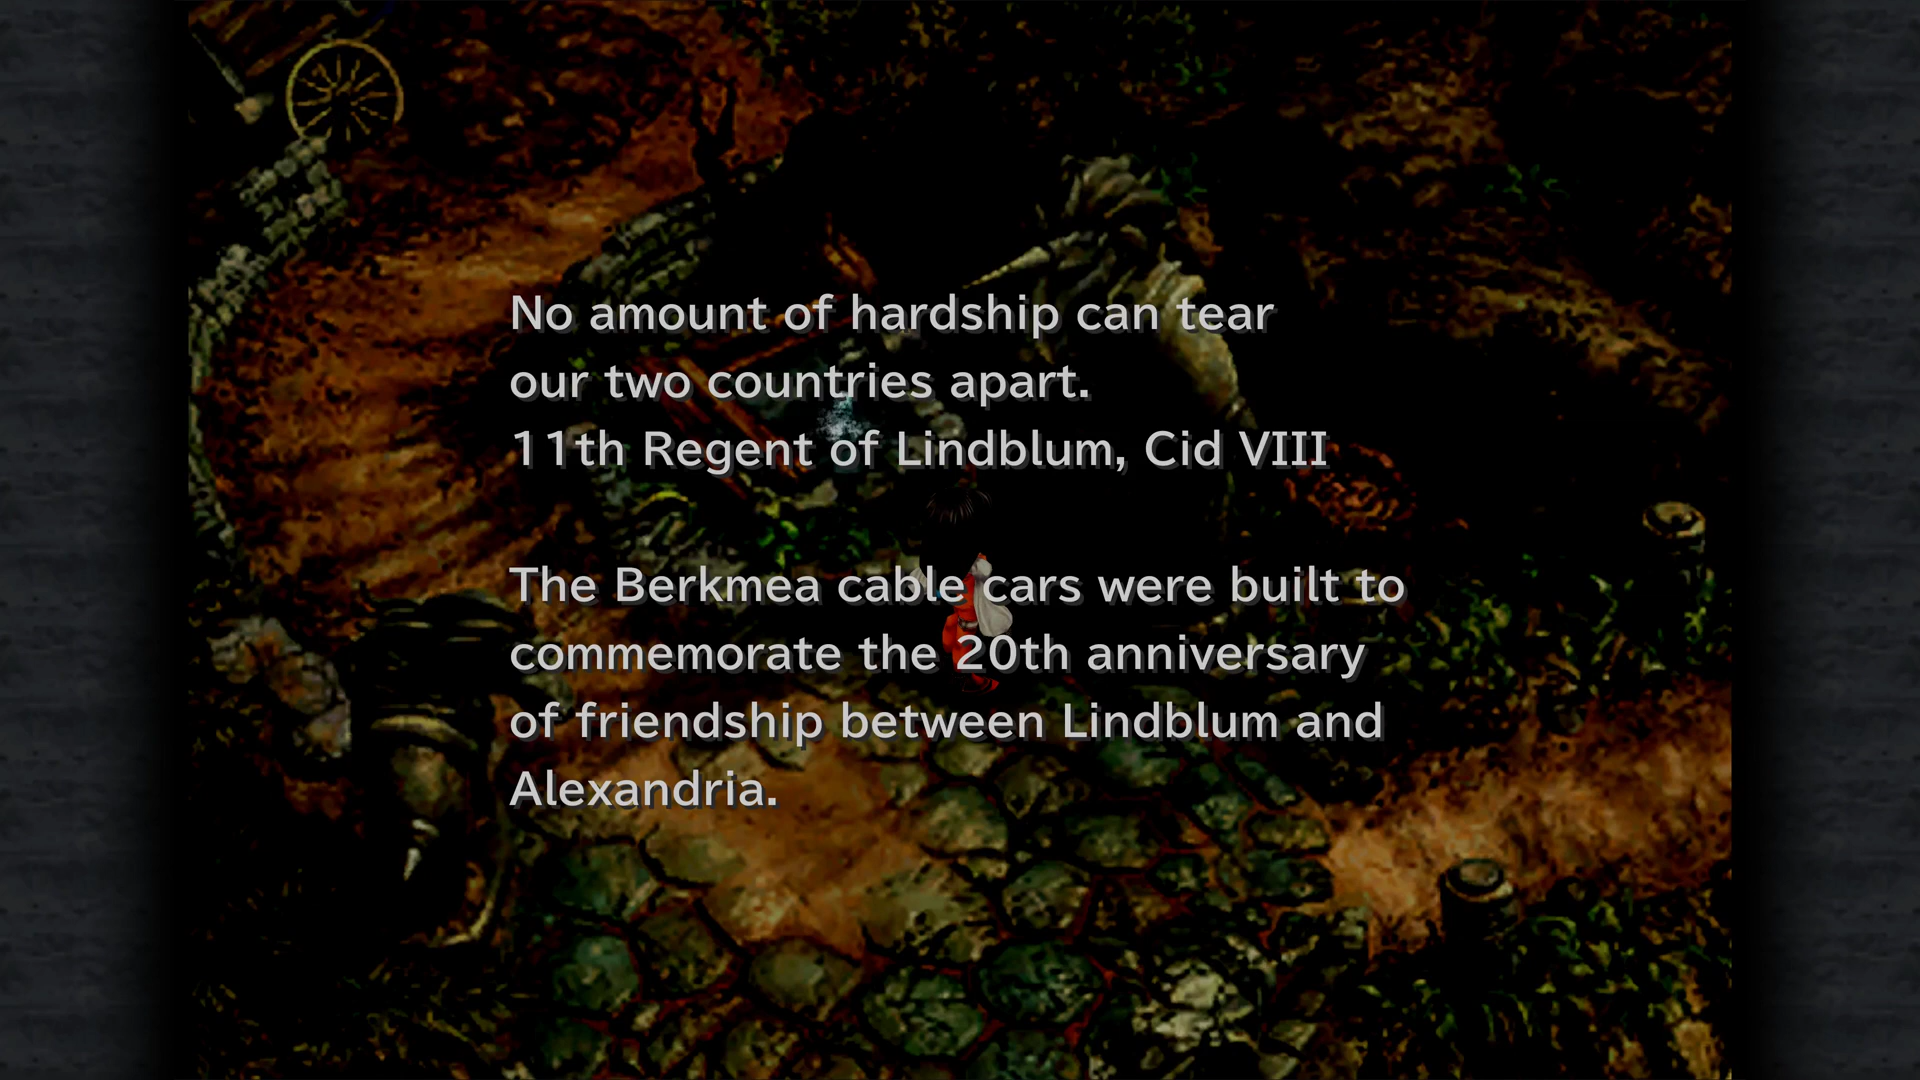 No amount of hardship can tear
our two countries apart.
11th Regent of Lindblum, Cid VIII
The Berkmea cable cars were built to
commemorate the 20th anniversary
of friendship between Lindblum and
Alexandria.